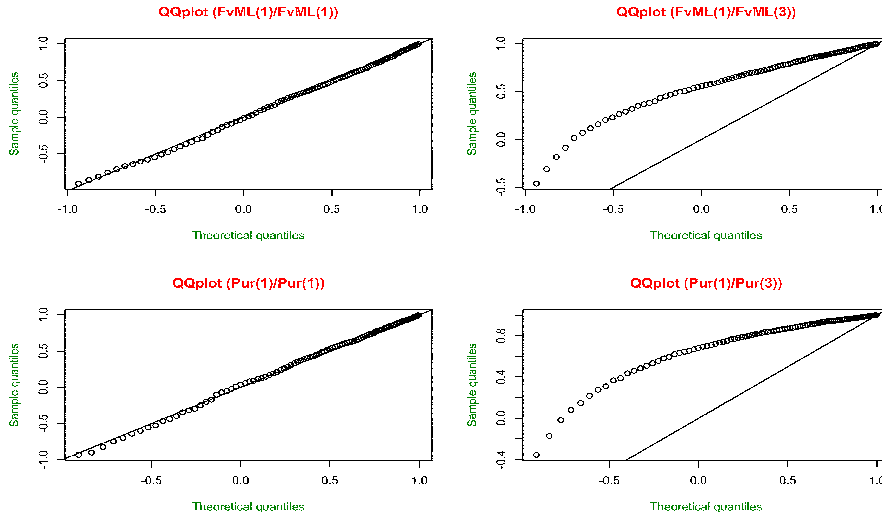 QQplot (FvML(1)/FvML(1))
1.0
0.5
0.0
-0.5
Sample quantiles
-1.0 -0.5 0.0 0.5 1.0
Theoretical quantiles
QQplot (FvML(1)/FvML(3))
1.0
0.5
0.0
-0.5
Sample quantiles
-1.0 -0.5 0.0 0.5 1.0
Theoretical quantiles
QQplot (Pur(1)/Pur(1))
1.0
0.5
0.0
-0.5
-1.0
Sample quantiles
-0.5 0.0 0.5 1.0
Theoretical quantiles
QQplot (Pur(1)/Pur(3))
0.8
0.4
0.0
-0.4
Sample quantiles
-0.5 0.0 0.5 1.0
Theoretical quantiles